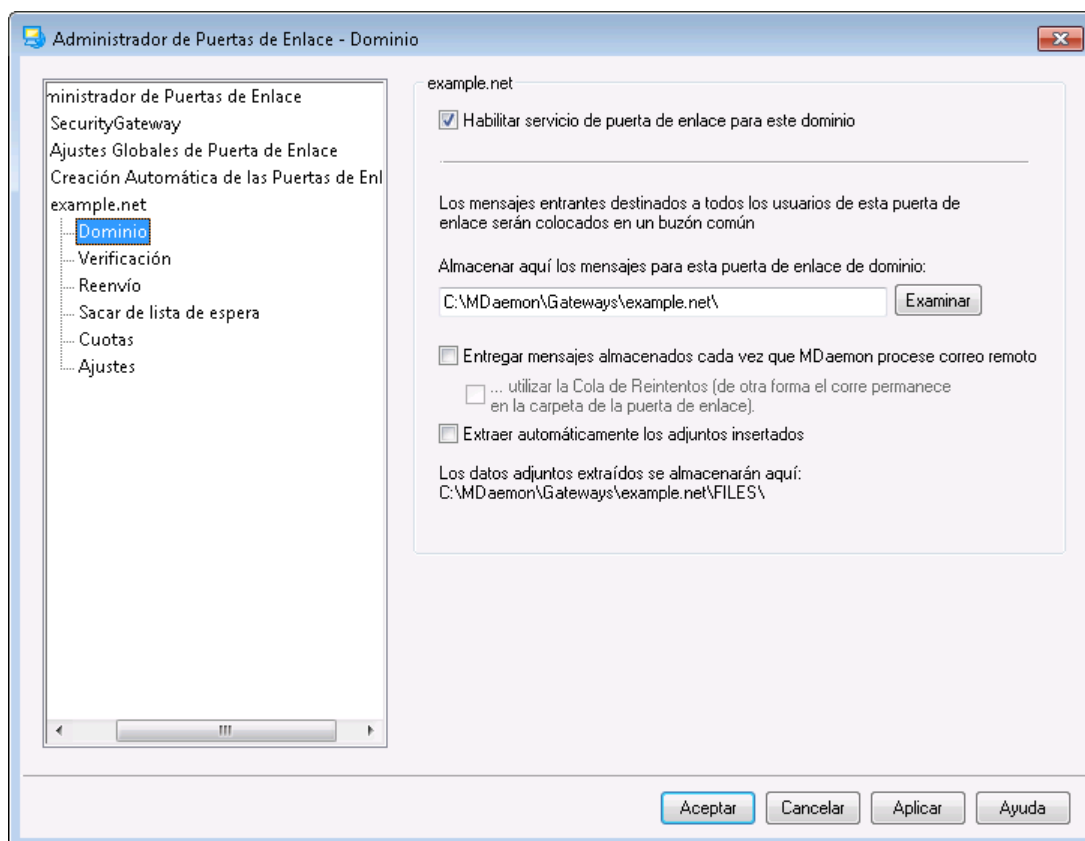 Administrador de Puertas de Enlace - Dominio
ministrador de Puertas de Enlace
SecurityGateway
Ajustes Globales de Puerta de Enlace
Creación Automática de las Puertas de Enl
example.net
Dominio
Verificación
Reenvío
Sacar de lista de espera
Cuotas
Ajustes
example.net
Habilitar servicio de puerta de enlace para este dominio
Los mensajes entrantes destinados a todos los usuarios de esta puerta de
enlace serán colocados en un buzón común
Almacenar aquí los mensajes para esta puerta de enlace de dominio:
C:\MDaemon\Gateways\example.net\
Examinar
Entregar mensajes almacenados cada vez que MDaemon procese correo remoto
... utilizar la Cola de Reintentos (de otra forma el corre permanece
en la carpeta de la puerta de enlace).
Extraer automáticamente los adjuntos insertados
Los datos adjuntos extraídos se almacenarán aquí:
C:\MDaemon\Gateways\example.net\FILES\
Aceptar
Cancelar
Aplicar
Ayuda